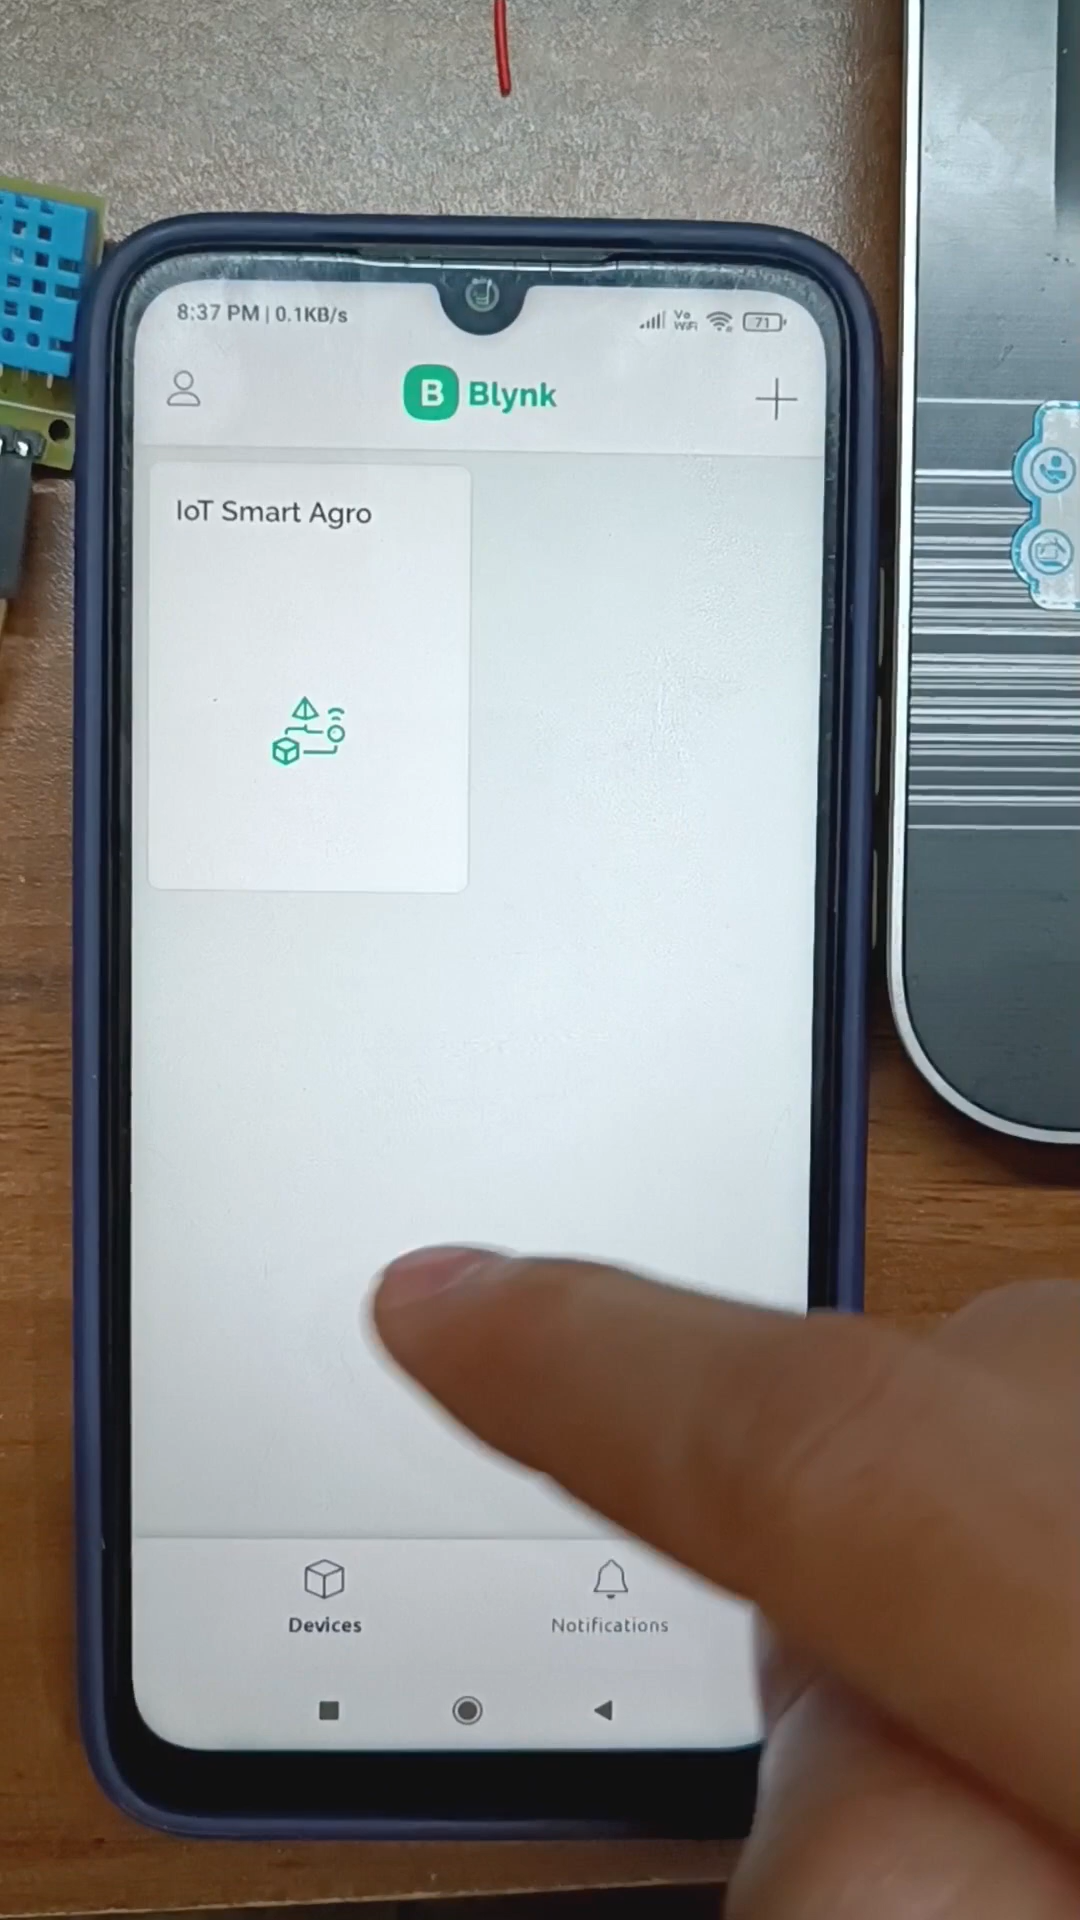 8:37 PM | 0.1KB/s
Vo
WiFi
71
B Blynk
IoT Smart Agro
Devices
Notifications